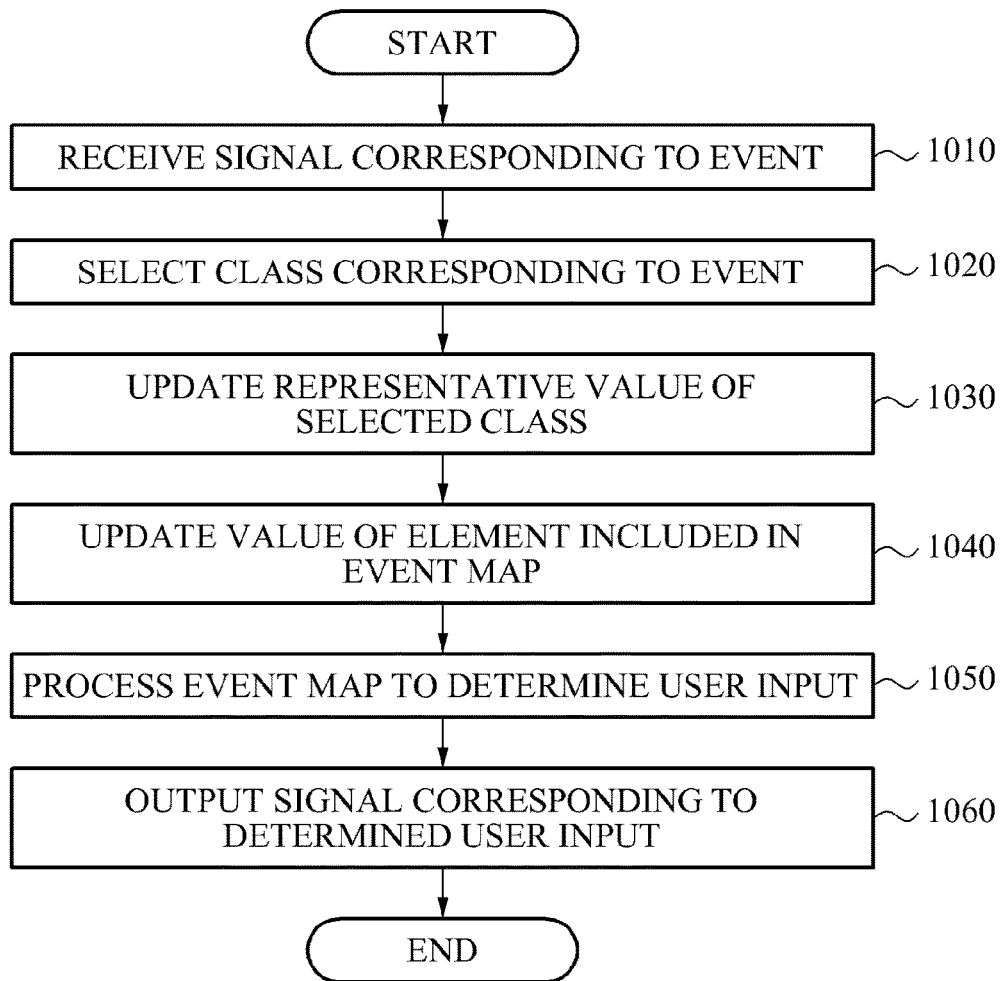 START
RECEIVE SIGNAL CORRESPONDING TO EVENT
1010
SELECT CLASS CORRESPONDING TO EVENT
1020
UPDATE REPRESENTATIVE VALUE OF
SELECTED CLASS
1030
UPDATE VALUE OF ELEMENT INCLUDED IN
EVENT MAP
1040
PROCESS EVENT MAP TO DETERMINE USER INPUT
1050
OUTPUT SIGNAL CORRESPONDING TO
DETERMINED USER INPUT
1060
END